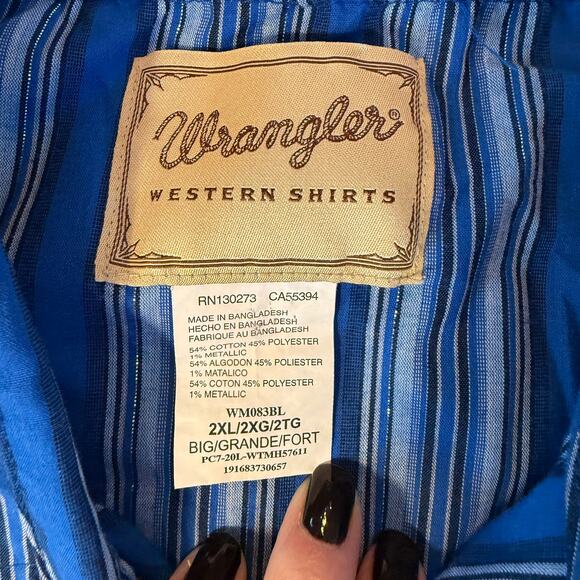 Wrangler®
WESTERN SHIRTS
RN130273 CA55394
MADE IN BANGLADESH
HECHO EN BANGLADESH
FABRIQUE AU BANGLADESH
54% COTTON 45% POLYESTER
1% METALLIC
54% ALGODON 45% POLIESTER
1% MATALICO
54% COTON 45% POLYESTER
1% METALLIC
WM083BL
2XL/2XG/2TG
BIG/GRANDE/FORT
PC7-20L-WTMH57611
191683730657